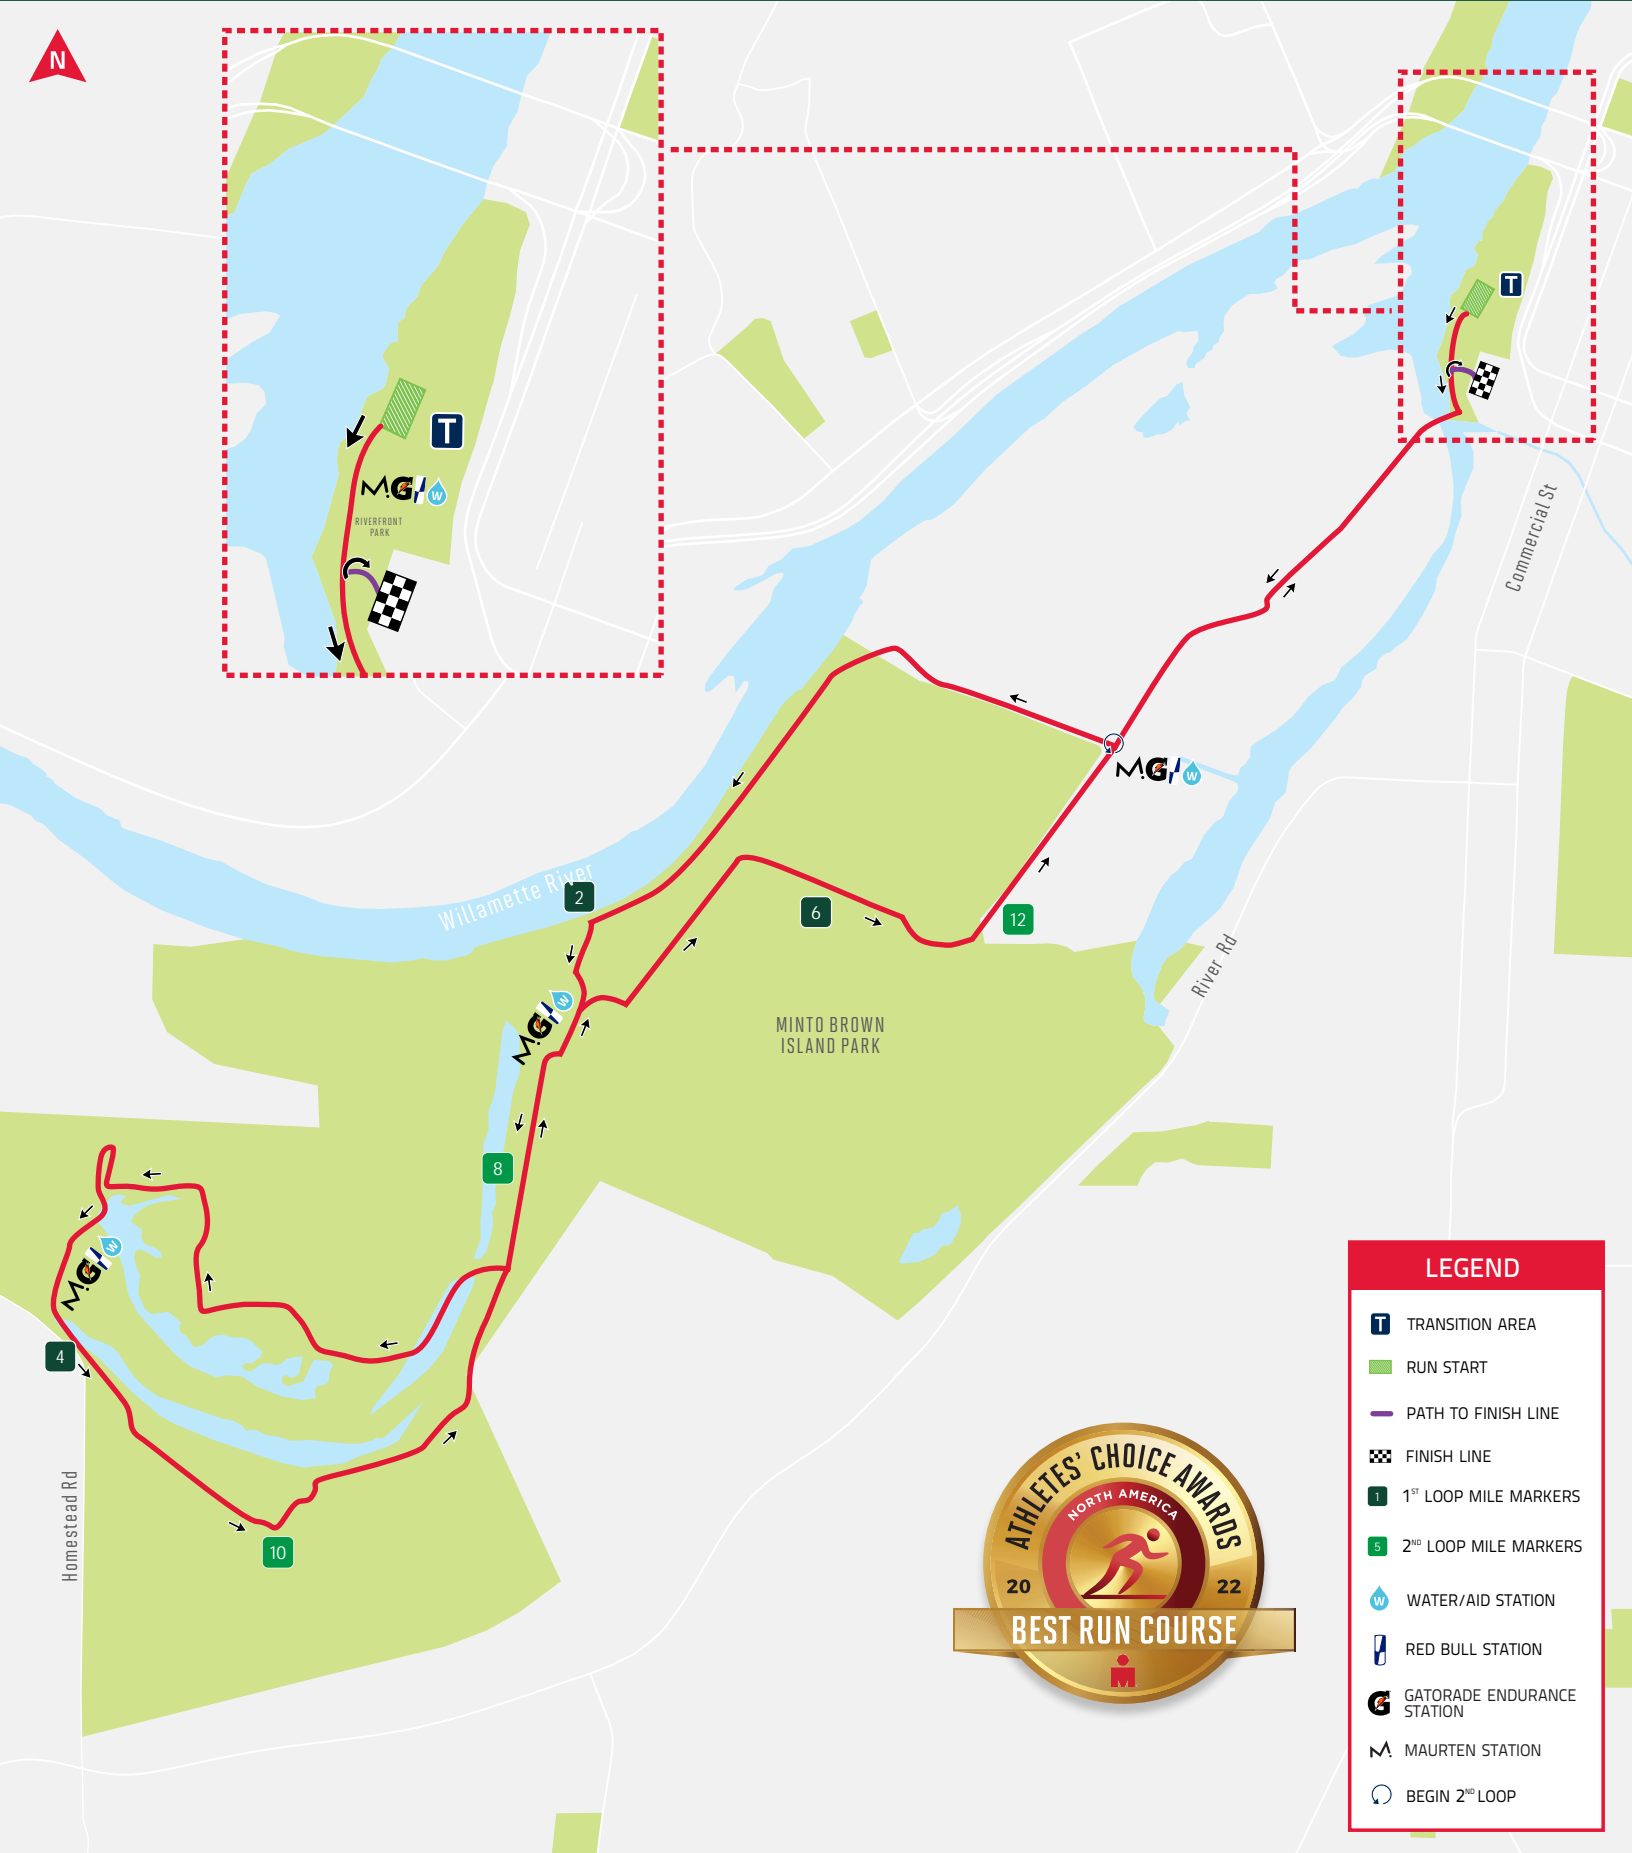 N
T
M.
G
W
RIVERFRONT
PARK
T
Commercial St
M.
G
W
Willamette River
2
6
12
River Rd
W
G
M.
MINTO BROWN
ISLAND PARK
8
W
G
M.
4
Homestead Rd
10
ATHLETES' CHOICE AWARDS
NORTH AMERICA
20 22
BEST RUN COURSE
LEGEND
T TRANSITION AREA
RUN START
PATH TO FINISH LINE
FINISH LINE
1 1ST LOOP MILE MARKERS
5 2ND LOOP MILE MARKERS
W WATER/AID STATION
RED BULL STATION
G GATORADE ENDURANCE
STATION
M. MAURTEN STATION
BEGIN 2ND LOOP